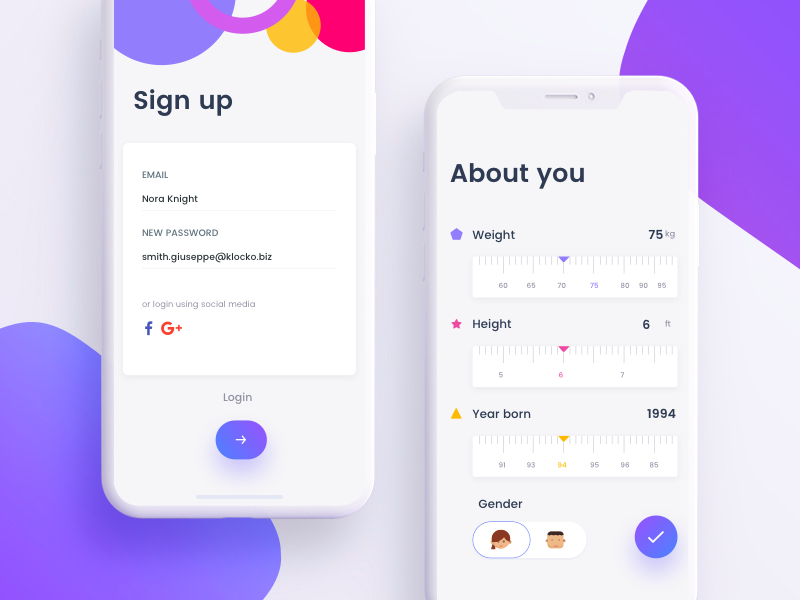 Sign up
EMAIL
Nora Knight
NEW PASSWORD
smith.giuseppe@klocko.biz
or login using social media
f G+
Login
About you
Weight 75 kg
60 65 70 75 80 90 95
Height 6 ft
5 6 7
Year born 1994
91 93 94 95 96 85
Gender